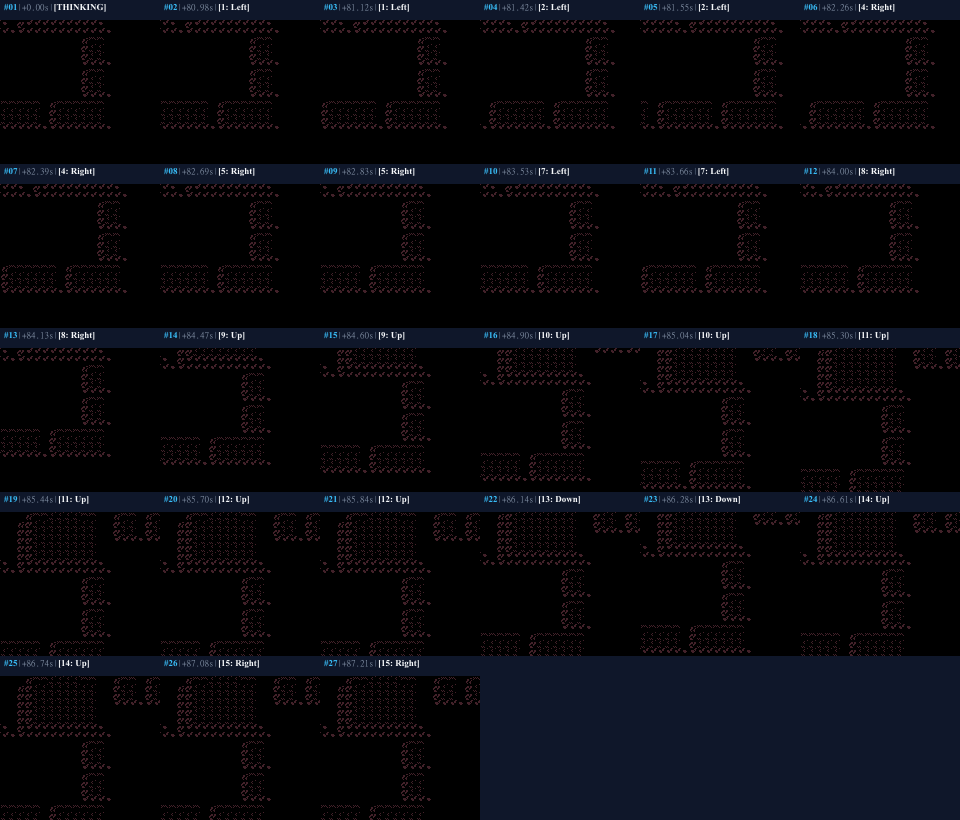 #01 | +0.00s | [THINKING]
#02 | +80.98s | [1: Left]
#03 | +81.12s | [1: Left]
#04 | +81.42s | [2: Left]
#05 | +81.55s | [2: Left]
#06 | +82.26s | [4: Right]
#07 | +82.39s | [4: Right]
#08 | +82.69s | [5: Right]
#09 | +82.83s | [5: Right]
#10 | +83.53s | [7: Left]
#11 | +83.66s | [7: Left]
#12 | +84.00s | [8: Right]
#13 | +84.13s | [8: Right]
#14 | +84.47s | [9: Up]
#15 | +84.60s | [9: Up]
#16 | +84.90s | [10: Up]
#17 | +85.04s | [10: Up]
#18 | +85.30s | [11: Up]
#19 | +85.44s | [11: Up]
#20 | +85.70s | [12: Up]
#21 | +85.84s | [12: Up]
#22 | +86.14s | [13: Down]
#23 | +86.28s | [13: Down]
#24 | +86.61s | [14: Up]
#25 | +86.74s | [14: Up]
#26 | +87.08s | [15: Right]
#27 | +87.21s | [15: Right]